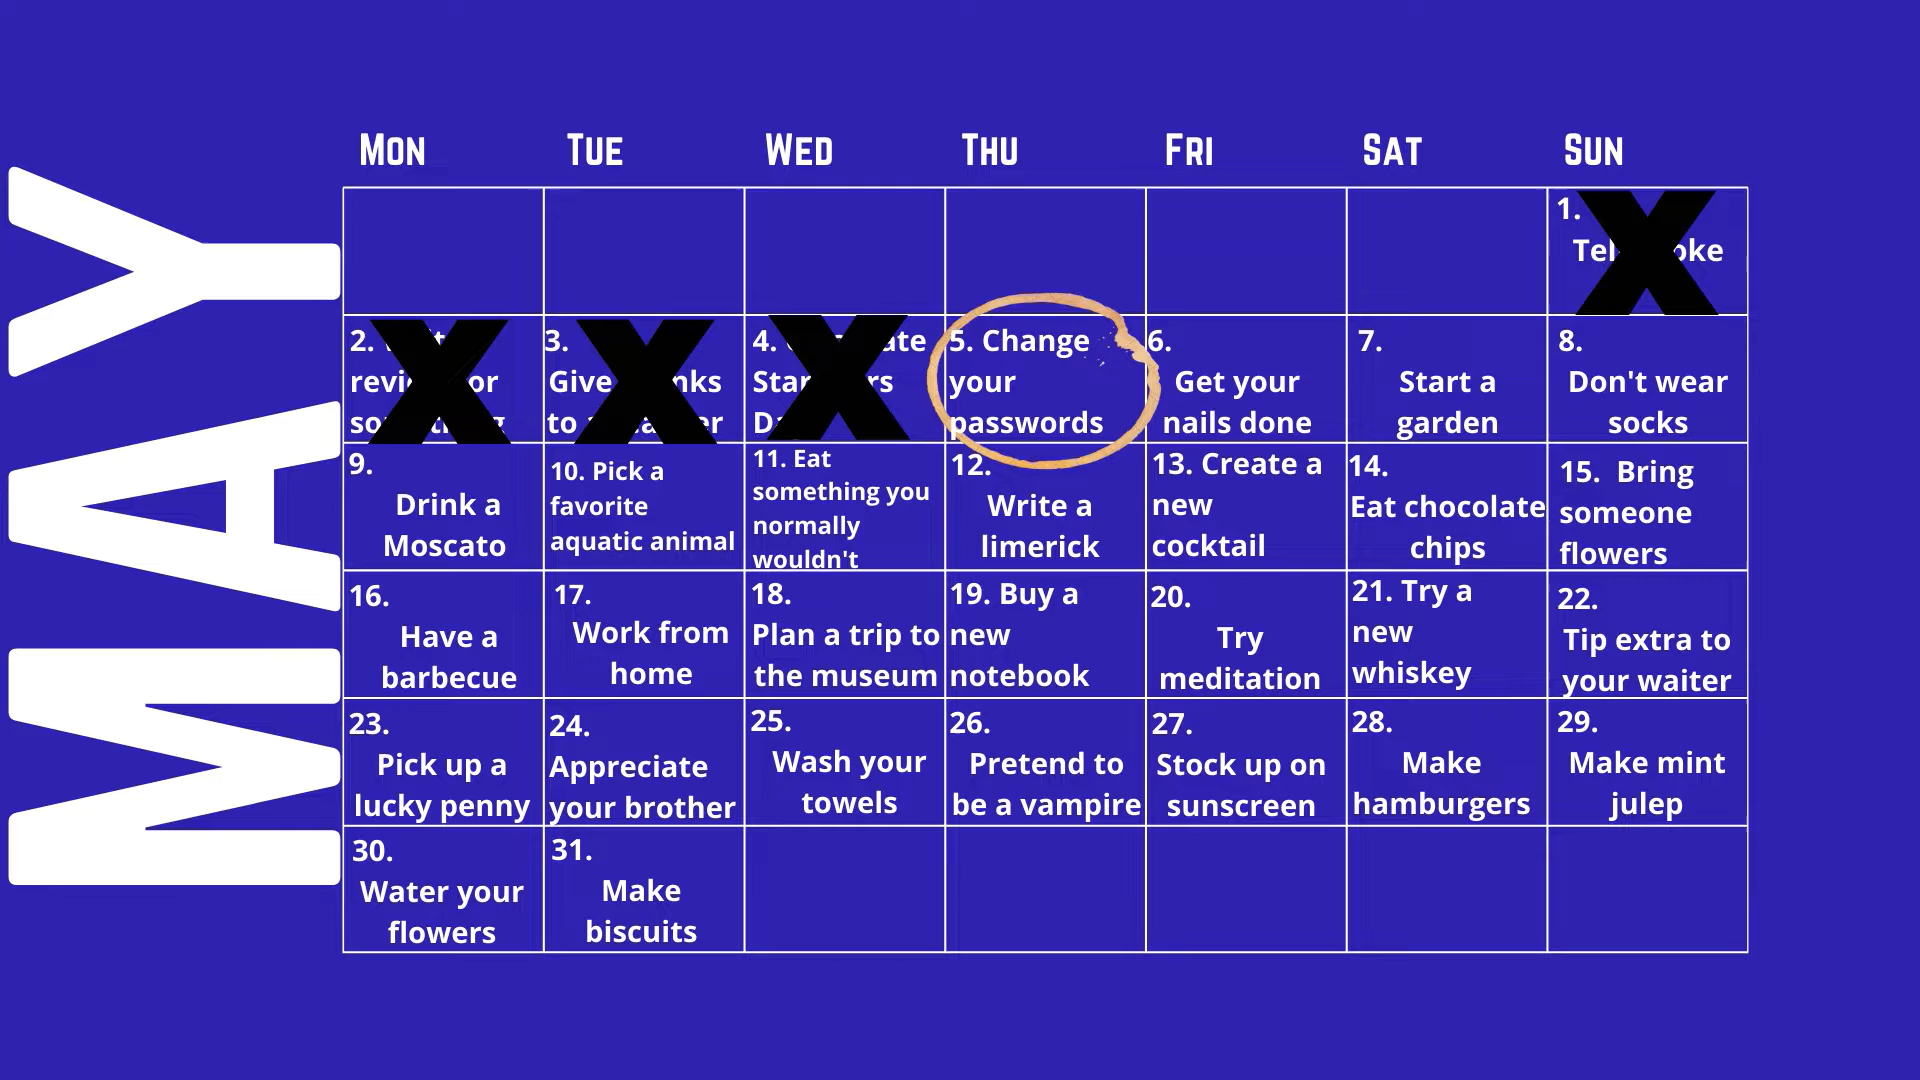 MAY
MON TUE WED THU FRI SAT SUN
1.
2.
or
3.
Give
to
4.
5. Change
your
passwords
6.
Get your
nails done
7.
Start a
garden
8.
Don't wear
socks
9.
Drink a
Moscato
10. Pick a
favorite
aquatic animal
11. Eat
something you
normally
wouldn't
12.
Write a
limerick
13. Create a
new
cocktail
14.
Eat chocolate
chips
15. Bring
someone
flowers
16.
Have a
barbecue
17.
Work from
home
18.
Plan a trip to
the museum
19. Buy a
new
notebook
20.
Try
meditation
21. Try a
new
whiskey
22.
Tip extra to
your waiter
23.
Pick up a
lucky penny
24.
Appreciate
your brother
25.
Wash your
towels
26.
Pretend to
be a vampire
27.
Stock up on
sunscreen
28.
Make
hamburgers
29.
Make mint
julep
30.
Water your
flowers
31.
Make
biscuits